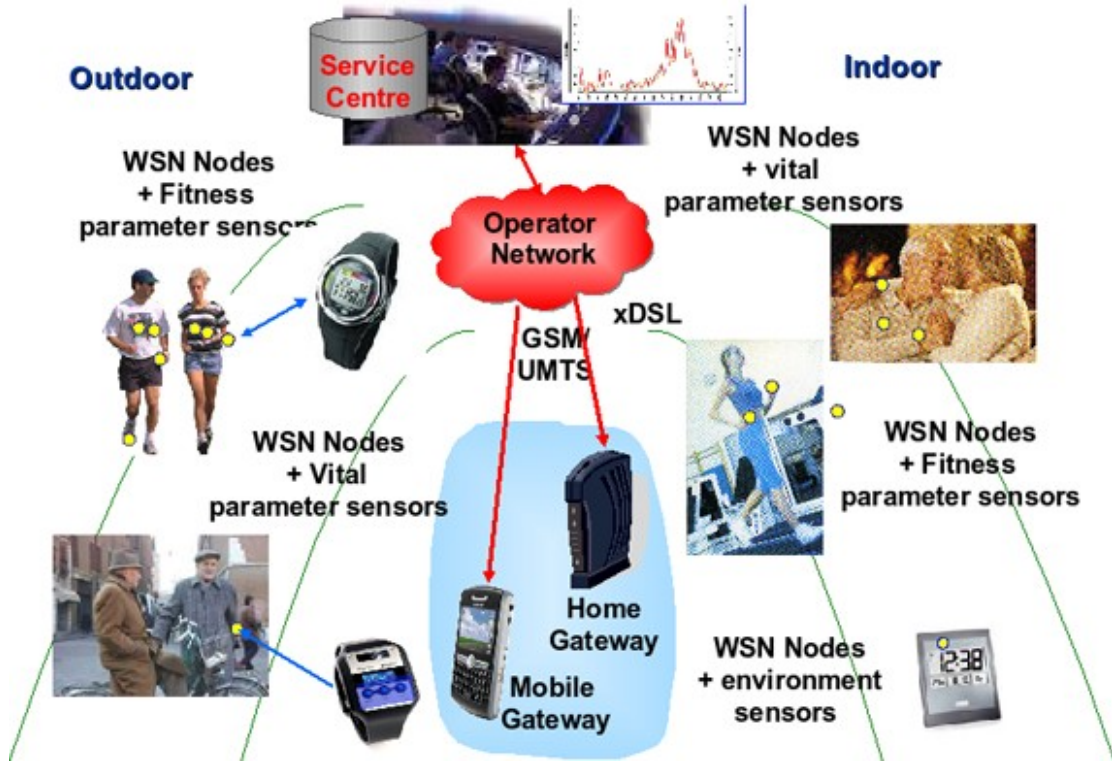 Outdoor
Service
Centre
Indoor
WSN Nodes
+ Fitness
parameter sensors
WSN Nodes
+ vital
parameter sensors
Operator
Network
xDSL
GSM/
UMTS
WSN Nodes
+ Vital
parameter sensors
WSN Nodes
+ Fitness
parameter sensors
Home
Gateway
Mobile
Gateway
WSN Nodes
+ environment
sensors
12:38